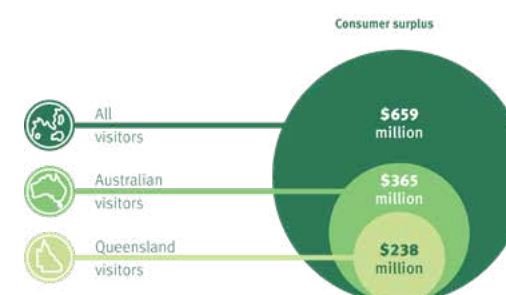 Consumer surplus
All
visitors
$659
million
Australian
visitors
$365
million
Queensland
visitors
$238
million